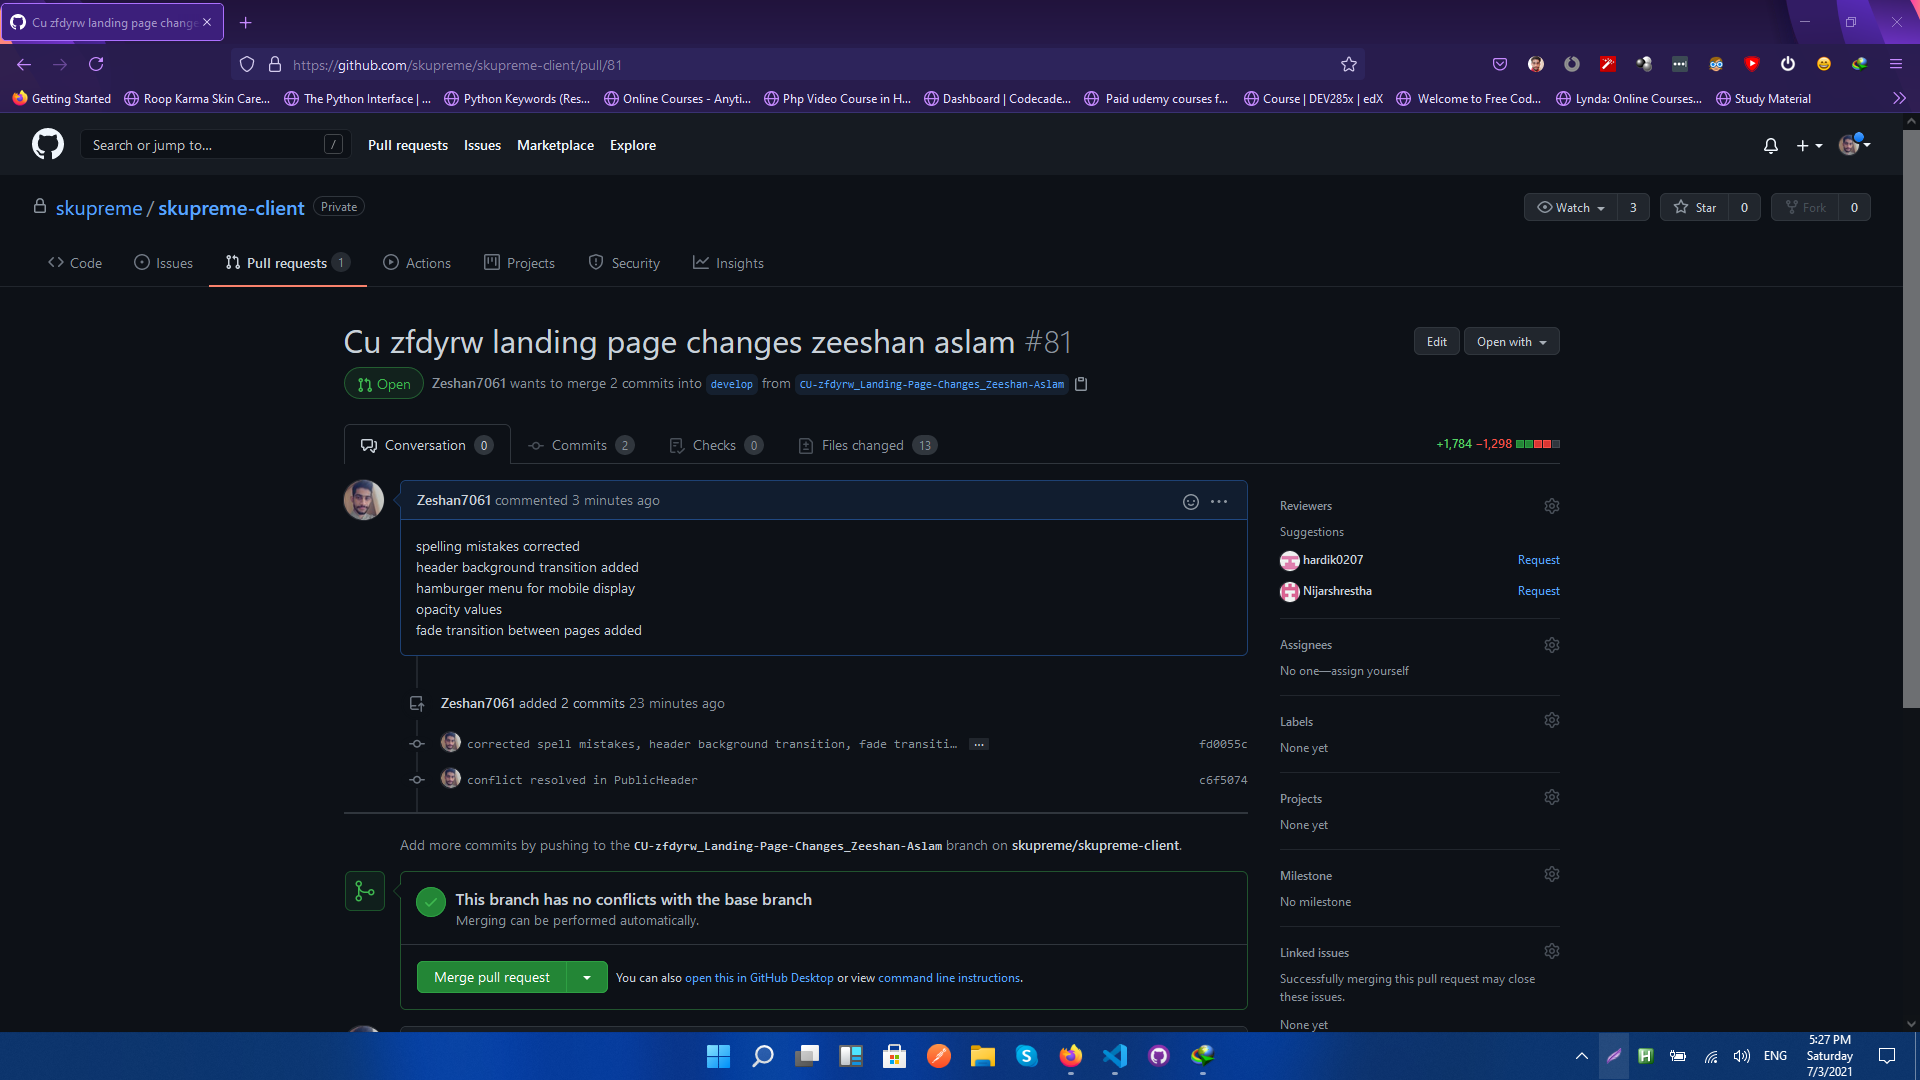 Cu zfdyrw landing page change
https://github.com/skupreme/skupreme-client/pull/81
Getting Started
Roop Karma Skin Care...
The Python Interface | ...
Python Keywords (Res...
Online Courses - Anyti...
Php Video Course in H...
Dashboard | Codecade...
Paid udemy courses f...
Course | DEV285x | edX
Welcome to Free Cod...
Lynda: Online Courses...
Study Material
Search or jump to...
/
Pull requests
Issues
Marketplace
Explore
skupreme / skupreme-client
Private
Watch
3
Star
0
Fork
0
Code
Issues
Pull requests 1
Actions
Projects
Security
Insights
Cu zfdyrw landing page changes zeeshan aslam #81
Edit
Open with
Open
Zeshan7061 wants to merge 2 commits into develop from CU-zfdyrw_Landing-Page-Changes_Zeeshan-Aslam
Conversation 0
Commits 2
Checks 0
Files changed 13
+1,784 −1,298
Zeshan7061 commented 3 minutes ago
spelling mistakes corrected
header background transition added
hamburger menu for mobile display
opacity values
fade transition between pages added
Zeshan7061 added 2 commits 23 minutes ago
corrected spell mistakes, header background transition, fade transiti… …
fd0055c
conflict resolved in PublicHeader
c6f5074
Add more commits by pushing to the CU-zfdyrw_Landing-Page-Changes_Zeeshan-Aslam branch on skupreme/skupreme-client.
This branch has no conflicts with the base branch
Merging can be performed automatically.
Merge pull request
You can also open this in GitHub Desktop or view command line instructions.
Reviewers
Suggestions
hardik0207
Request
Nijarshrestha
Request
Assignees
No one—assign yourself
Labels
None yet
Projects
None yet
Milestone
No milestone
Linked issues
Successfully merging this pull request may close
these issues.
None yet
ENG
5:27 PM
Saturday
7/3/2021